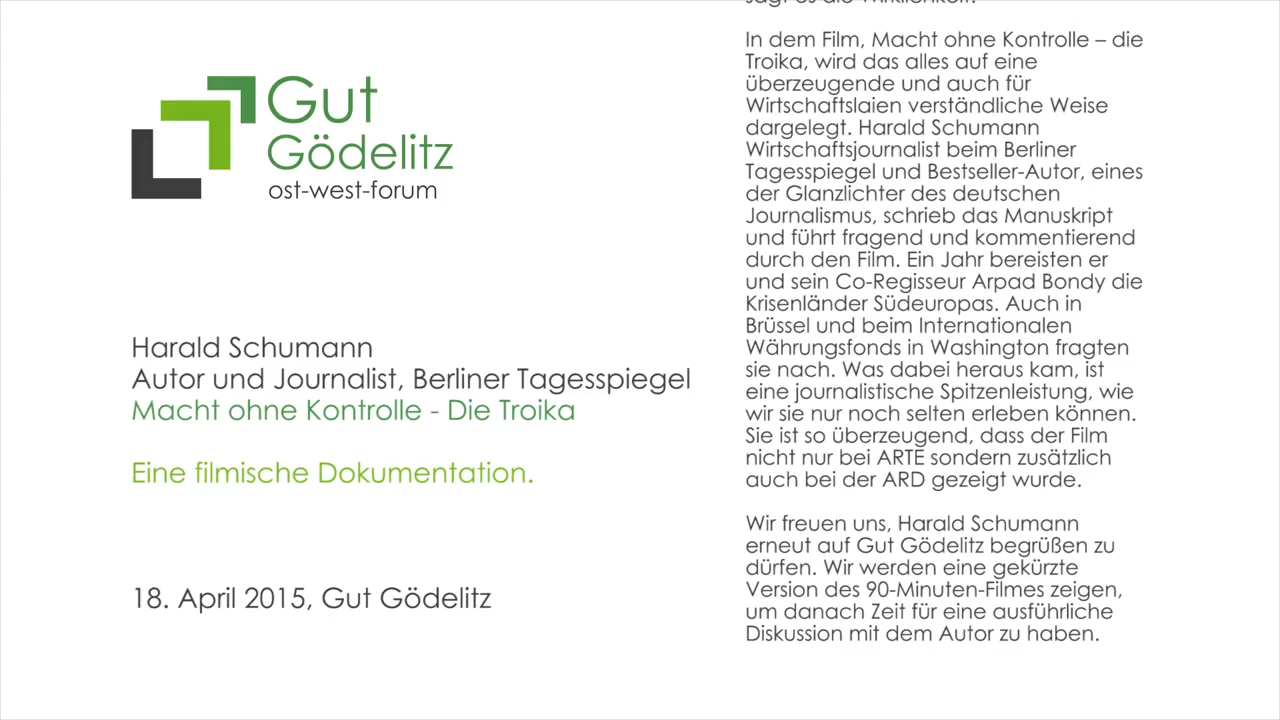 Gut
Gödelitz
ost-west-forum
Harald Schumann
Autor und Journalist, Berliner Tagesspiegel
Macht ohne Kontrolle - Die Troika
Eine filmische Dokumentation.
18. April 2015, Gut Gödelitz
sagt es die Wirklichkeit.
In dem Film, Macht ohne Kontrolle – die
Troika, wird das alles auf eine
überzeugende und auch für
Wirtschaftslaien verständliche Weise
dargelegt. Harald Schumann
Wirtschaftsjournalist beim Berliner
Tagesspiegel und Bestseller-Autor, eines
der Glanzlichter des deutschen
Journalismus, schrieb das Manuskript
und führt fragend und kommentierend
durch den Film. Ein Jahr bereisten er
und sein Co-Regisseur Arpad Bondy die
Krisenländer Südeuropas. Auch in
Brüssel und beim Internationalen
Währungsfonds in Washington fragten
sie nach. Was dabei heraus kam, ist
eine journalistische Spitzenleistung, wie
wir sie nur noch selten erleben können.
Sie ist so überzeugend, dass der Film
nicht nur bei ARTE sondern zusätzlich
auch bei der ARD gezeigt wurde.
Wir freuen uns, Harald Schumann
erneut auf Gut Gödelitz begrüßen zu
dürfen. Wir werden eine gekürzte
Version des 90-Minuten-Filmes zeigen,
um danach Zeit für eine ausführliche
Diskussion mit dem Autor zu haben.